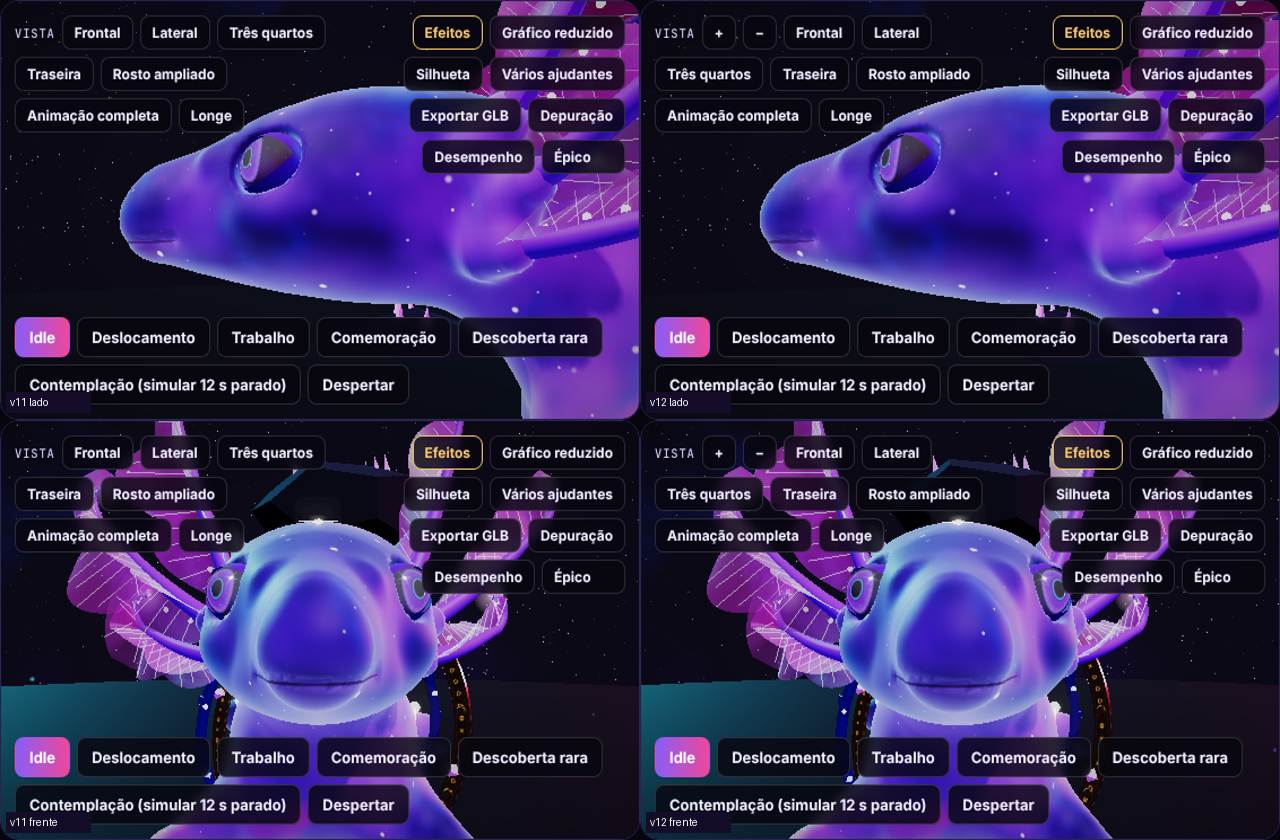 VISTA Frontal Lateral Três quartos Efeitos Gráfico reduzido
Traseira Rosto ampliado Silhueta Vários ajudantes
Animação completa Longe Exportar GLB Depuração
Desempenho Épico
Idle Deslocamento Trabalho Comemoração Descoberta rara
Contemplação (simular 12 s parado) Despertar
v11 lado
VISTA + − Frontal Lateral Efeitos Gráfico reduzido
Três quartos Traseira Rosto ampliado Silhueta Vários ajudantes
Animação completa Longe Exportar GLB Depuração
Desempenho Épico
Idle Deslocamento Trabalho Comemoração Descoberta rara
Contemplação (simular 12 s parado) Despertar
v12 lado
VISTA Frontal Lateral Três quartos Efeitos Gráfico reduzido
Traseira Rosto ampliado Silhueta Vários ajudantes
Animação completa Longe Exportar GLB Depuração
Desempenho Épico
Idle Deslocamento Trabalho Comemoração Descoberta rara
Contemplação (simular 12 s parado) Despertar
v11 frente
VISTA + − Frontal Lateral Efeitos Gráfico reduzido
Três quartos Traseira Rosto ampliado Silhueta Vários ajudantes
Animação completa Longe Exportar GLB Depuração
Desempenho Épico
Idle Deslocamento Trabalho Comemoração Descoberta rara
Contemplação (simular 12 s parado) Despertar
v12 frente